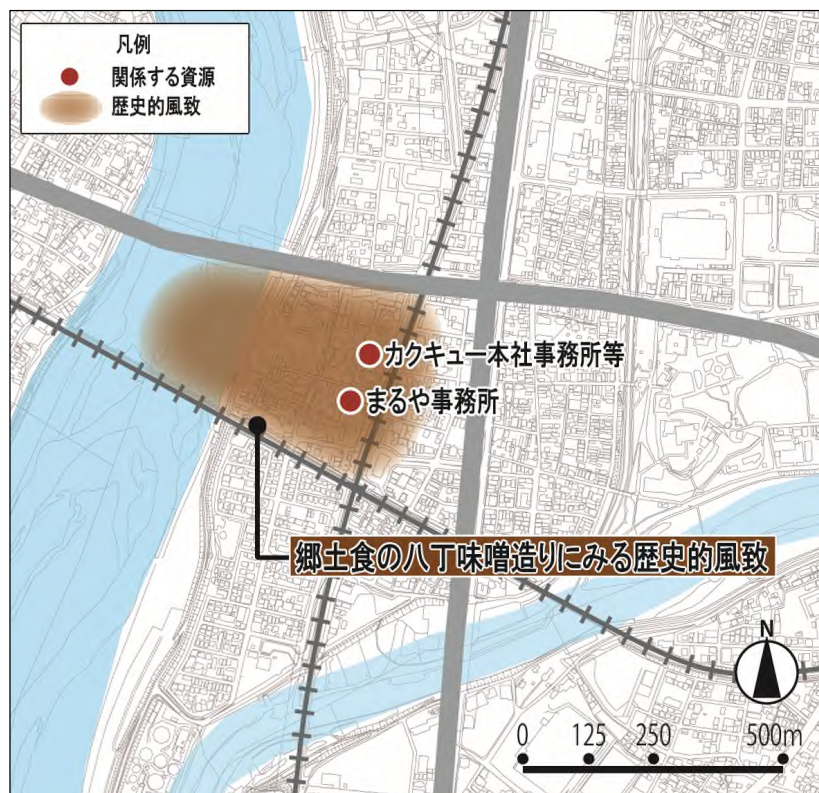 凡例
関係する資源
歴史的風致
カクキュー本社事務所等
まるや事務所
郷土食の八丁味噌造りにみる歴史的風致
N
0 125 250 500m